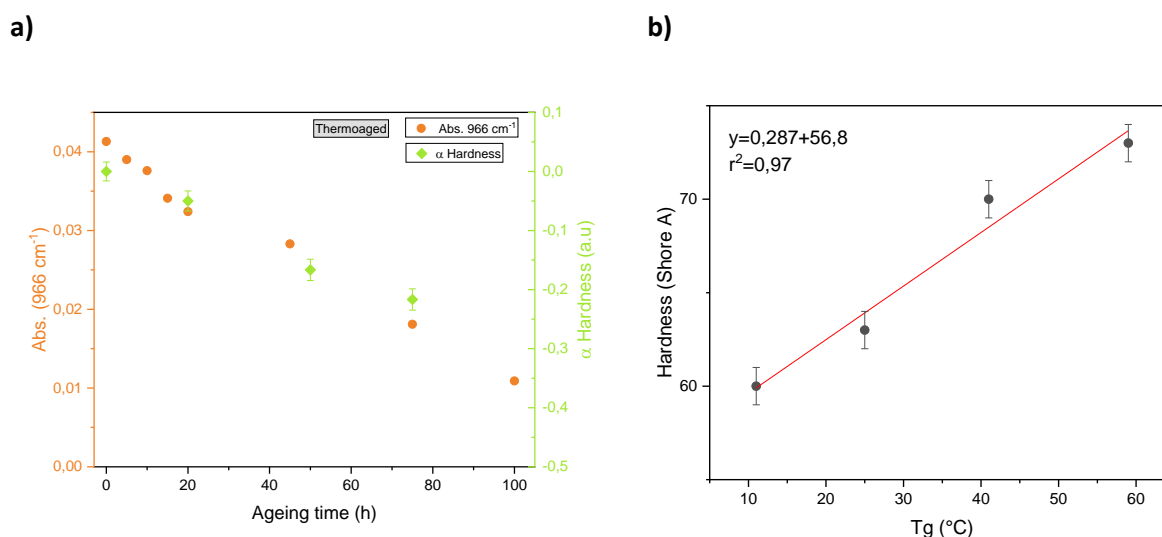 a)
b)
Thermoaged
Abs. 966 cm⁻¹
α Hardness
Abs. (966 cm⁻¹)
0,04
0,03
0,02
0,01
0,00
0,1
0,0
-0,1
-0,2
-0,3
-0,4
-0,5
α Hardness (a.u)
0 20 40 60 80 100
Ageing time (h)
y=0,287+56,8
r²=0,97
Hardness (Shore A)
70
60
10 20 30 40 50 60
Tg (°C)